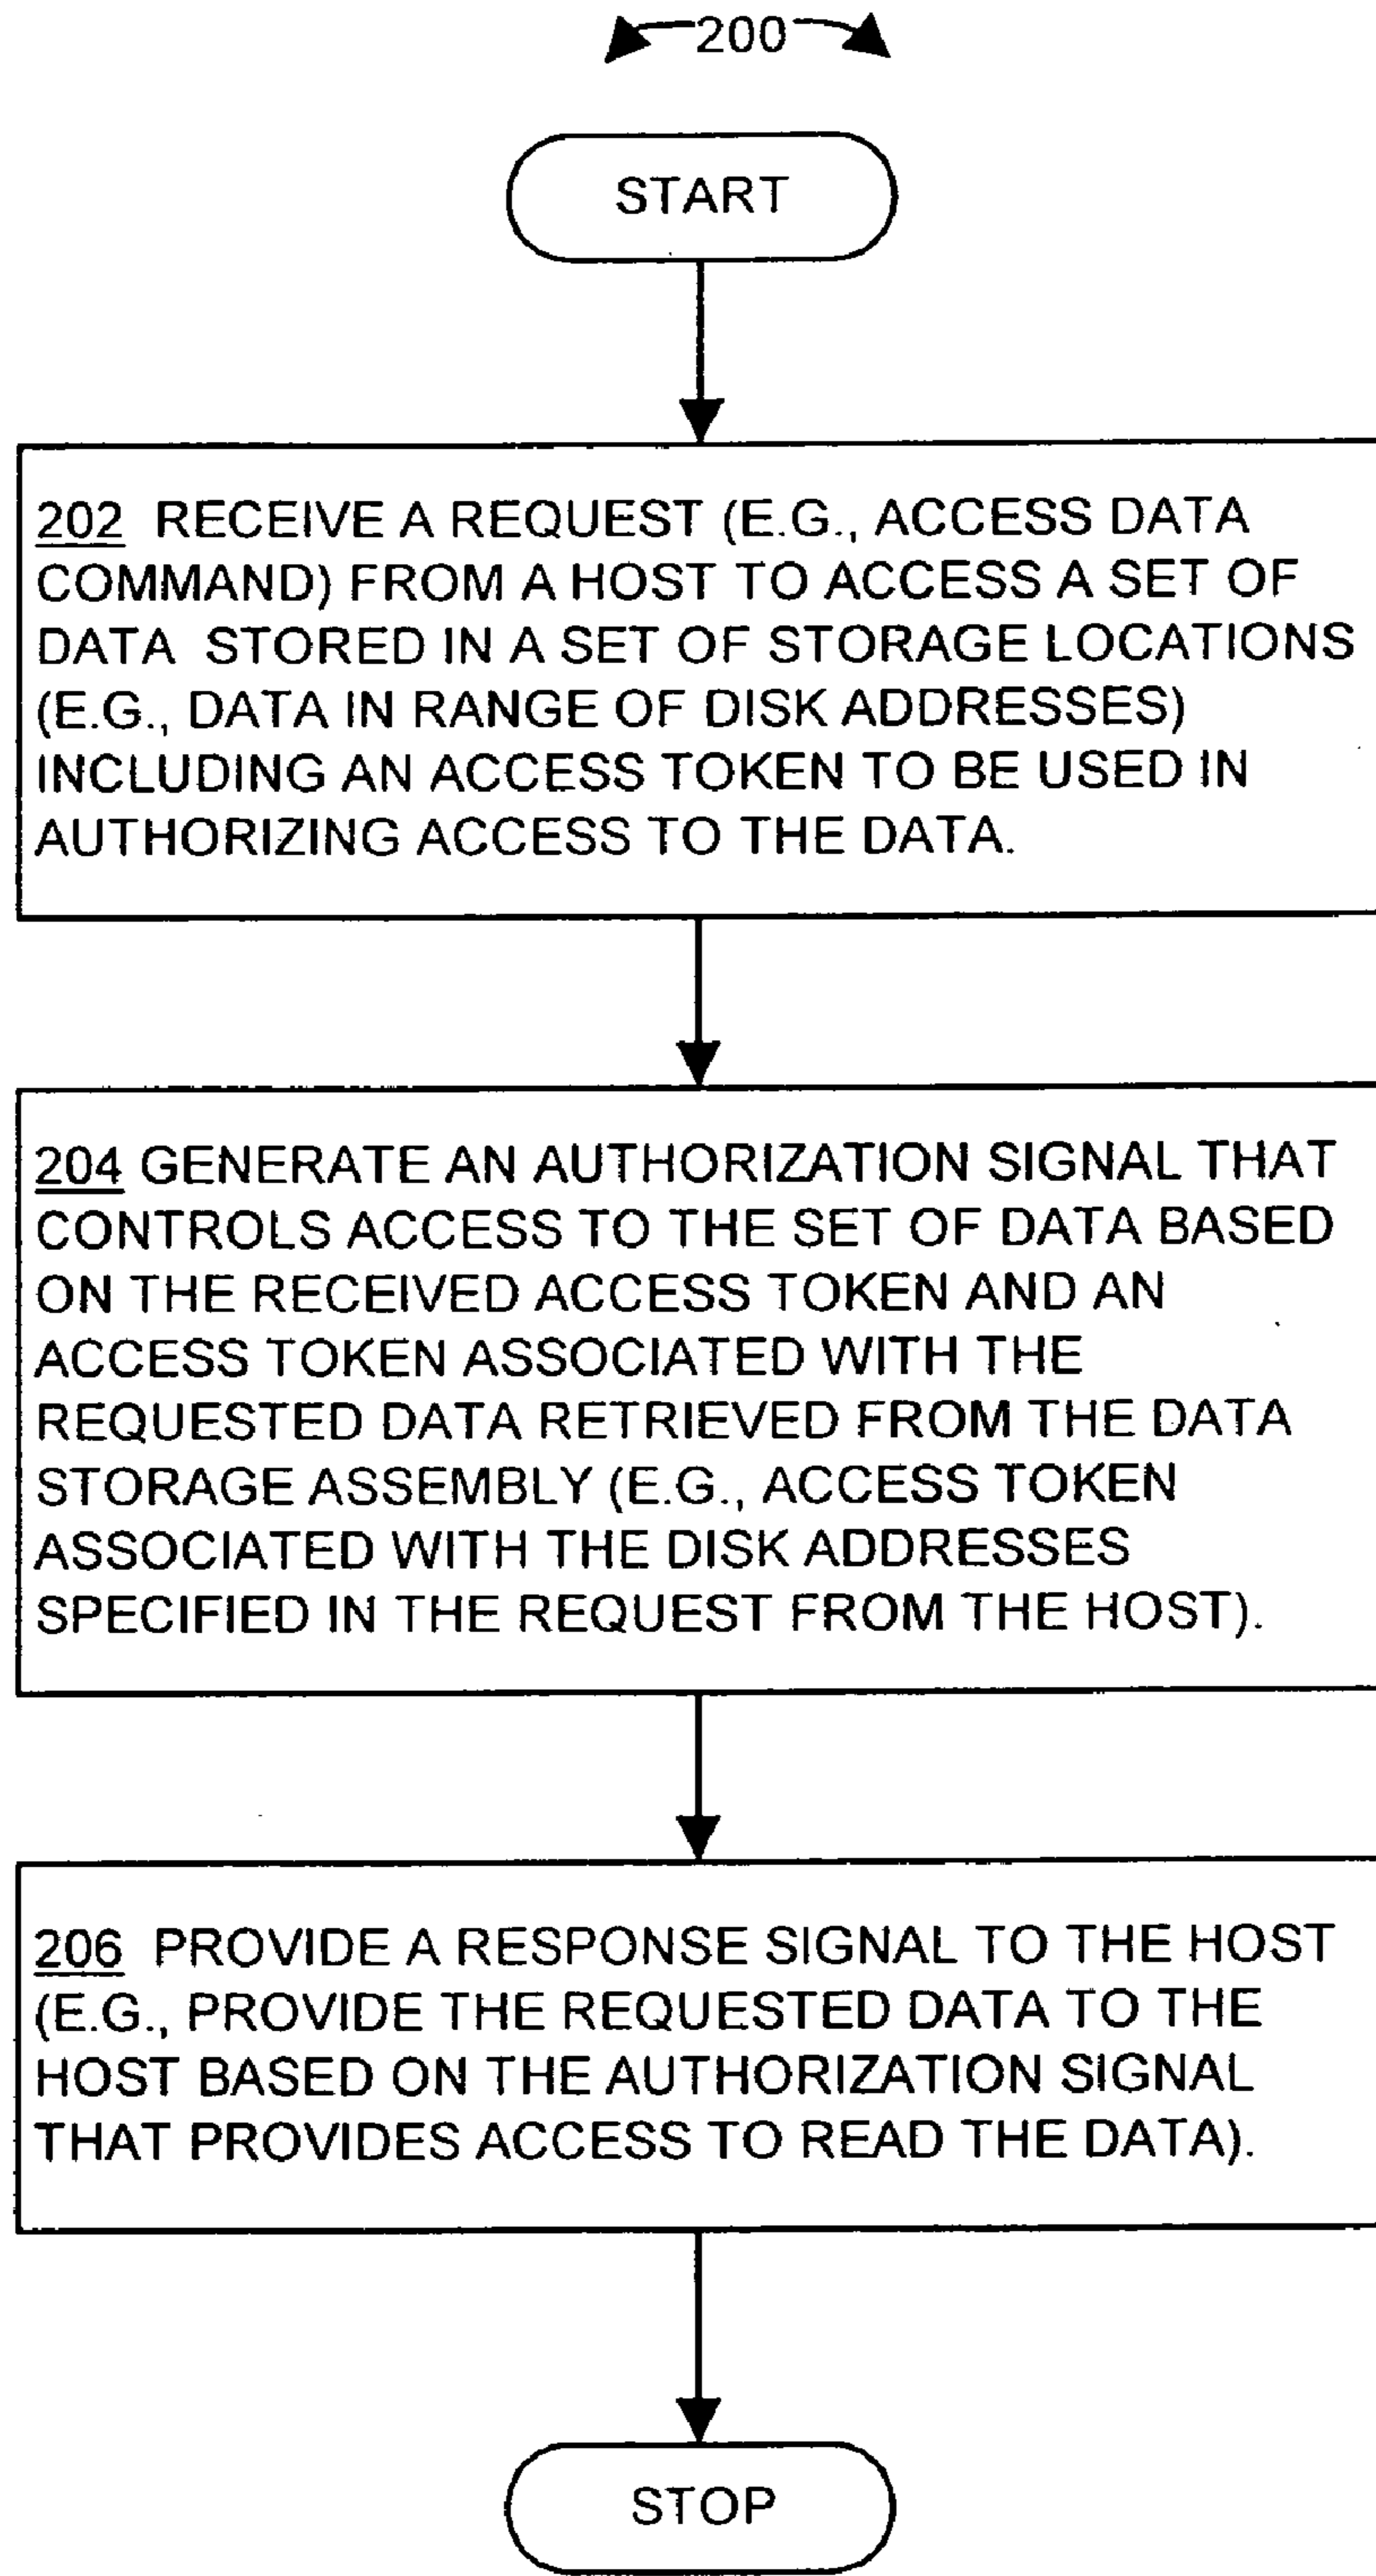 200
START
202 RECEIVE A REQUEST (E.G., ACCESS DATA
COMMAND) FROM A HOST TO ACCESS A SET OF
DATA STORED IN A SET OF STORAGE LOCATIONS
(E.G., DATA IN RANGE OF DISK ADDRESSES)
INCLUDING AN ACCESS TOKEN TO BE USED IN
AUTHORIZING ACCESS TO THE DATA.
204 GENERATE AN AUTHORIZATION SIGNAL THAT
CONTROLS ACCESS TO THE SET OF DATA BASED
ON THE RECEIVED ACCESS TOKEN AND AN
ACCESS TOKEN ASSOCIATED WITH THE
REQUESTED DATA RETRIEVED FROM THE DATA
STORAGE ASSEMBLY (E.G., ACCESS TOKEN
ASSOCIATED WITH THE DISK ADDRESSES
SPECIFIED IN THE REQUEST FROM THE HOST).
206 PROVIDE A RESPONSE SIGNAL TO THE HOST
(E.G., PROVIDE THE REQUESTED DATA TO THE
HOST BASED ON THE AUTHORIZATION SIGNAL
THAT PROVIDES ACCESS TO READ THE DATA).
STOP